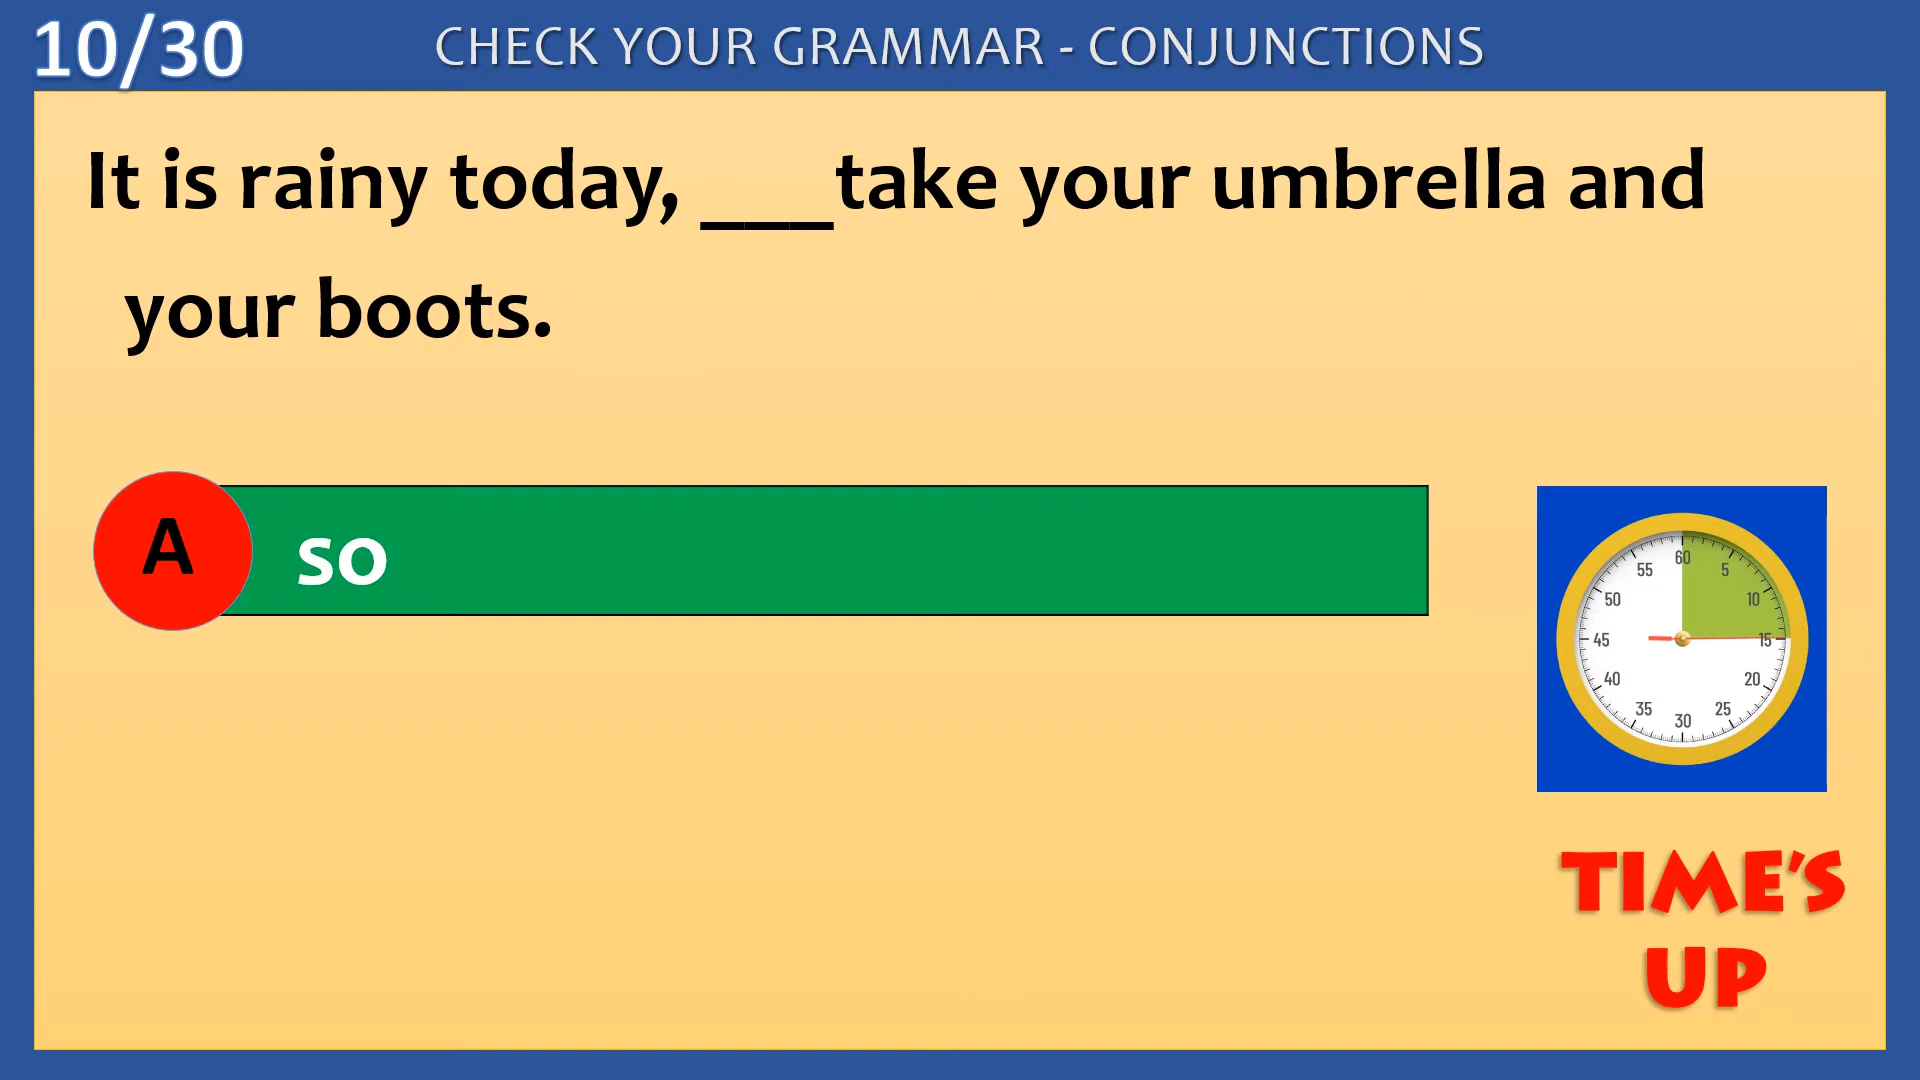 10/30
CHECK YOUR GRAMMAR - CONJUNCTIONS
It is rainy today, ___take your umbrella and
your boots.
A
so
60
5
10
15
20
25
30
35
40
45
50
55
TIME'S
UP